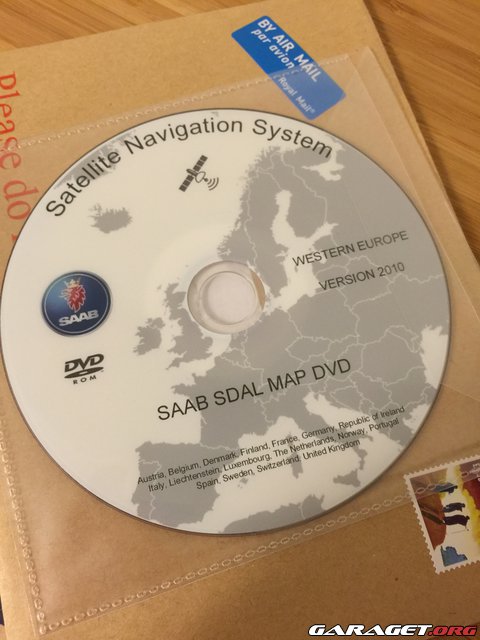 BY AIR MAIL
par avion
Royal Mail®
Please do
Satellite Navigation System
WESTERN EUROPE
VERSION 2010
SAAB
DVD
ROM
SAAB SDAL MAP DVD
Austria, Belgium, Denmark, Finland, France, Germany, Republic of Ireland
Italy, Liechtenstein, Luxembourg, The Netherlands, Norway, Portugal
Spain, Sweden, Switzerland, United Kingdom
GARAGET.ORG